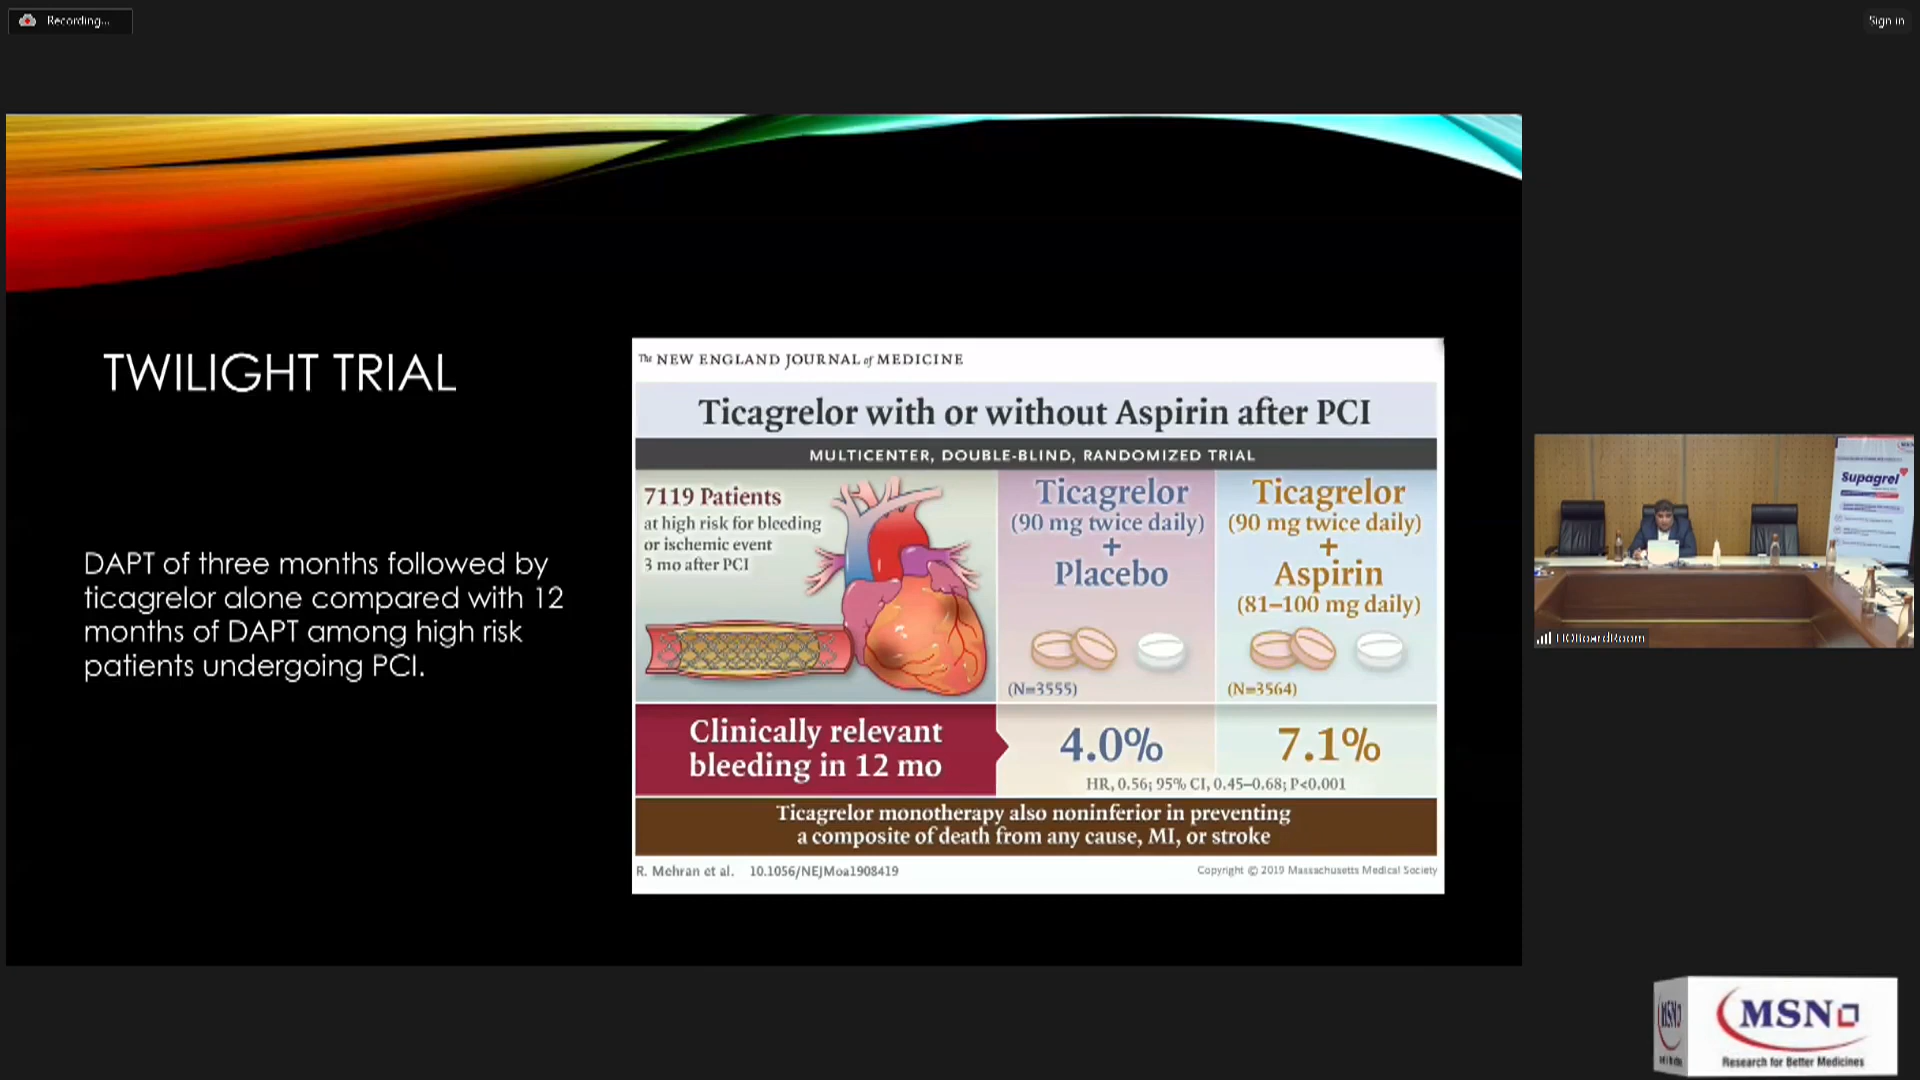 Recording...
Sign in
TWILIGHT TRIAL
DAPT of three months followed by
ticagrelor alone compared with 12
months of DAPT among high risk
patients undergoing PCI.
The NEW ENGLAND JOURNAL of MEDICINE
Ticagrelor with or without Aspirin after PCI
MULTICENTER, DOUBLE-BLIND, RANDOMIZED TRIAL
7119 Patients
at high risk for bleeding
or ischemic event
3 mo after PCI
Ticagrelor
(90 mg twice daily)
+
Placebo
(N=3555)
Ticagrelor
(90 mg twice daily)
+
Aspirin
(81–100 mg daily)
(N=3564)
Clinically relevant
bleeding in 12 mo
4.0%
7.1%
HR, 0.56; 95% CI, 0.45–0.68; P<0.001
Ticagrelor monotherapy also noninferior in preventing
a composite of death from any cause, MI, or stroke
R. Mehran et al. 10.1056/NEJMoa1908419
Copyright © 2019 Massachusetts Medical Society
Supagrel
HOBoardRoom
MSN
MSN
Research for Better Medicines